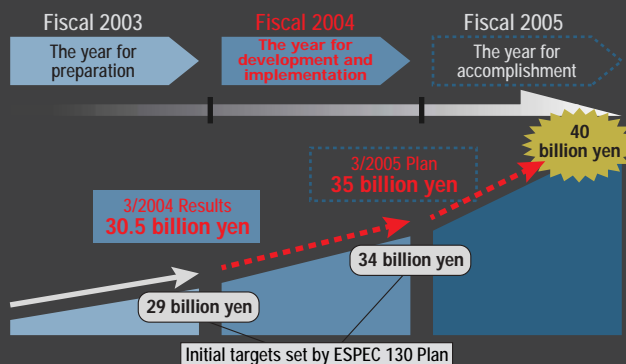 Fiscal 2003
Fiscal 2004
Fiscal 2005
The year for
preparation
The year for
development and
implementation
The year for
accomplishment
40
billion yen
3/2005 Plan
35 billion yen
3/2004 Results
30.5 billion yen
34 billion yen
29 billion yen
Initial targets set by ESPEC 130 Plan